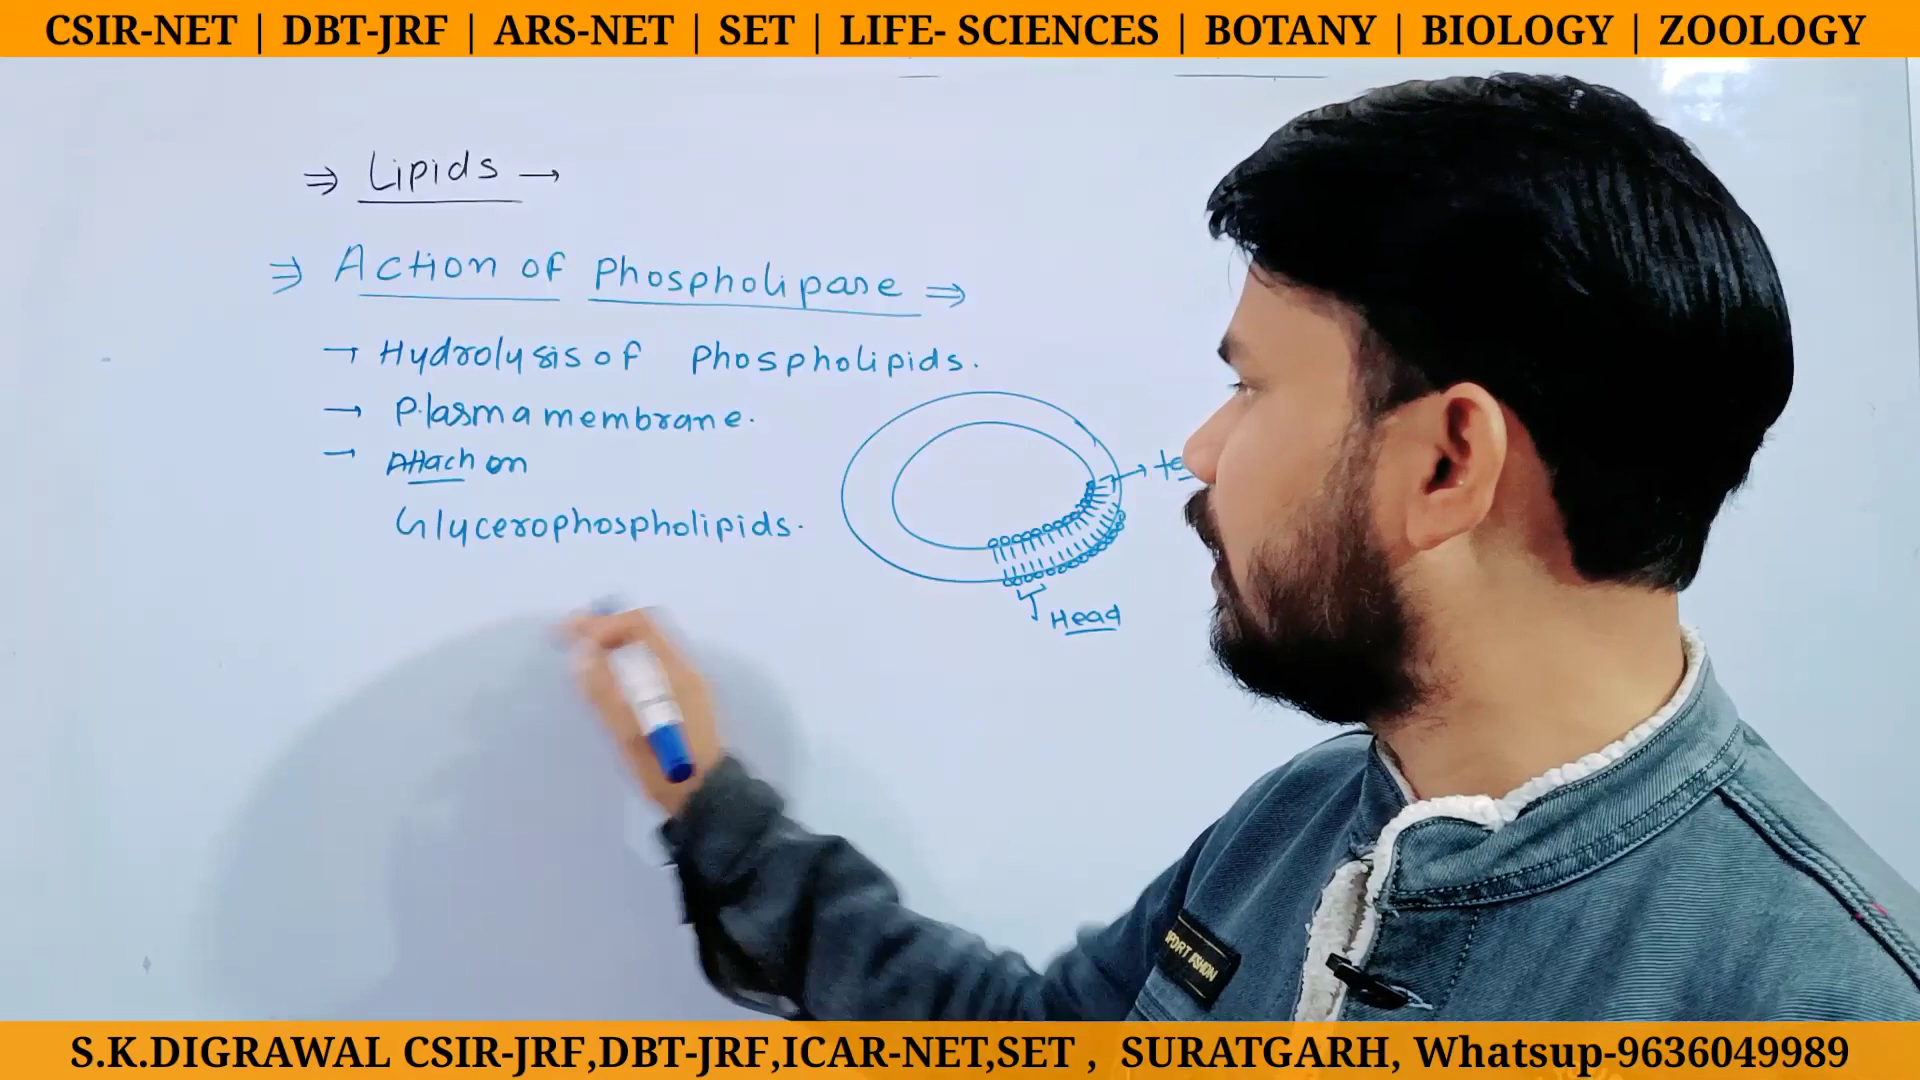 CSIR-NET | DBT-JRF | ARS-NET | SET | LIFE- SCIENCES | BOTANY | BIOLOGY | ZOOLOGY
⇒ Lipids →
⇒ Action of Phospholipase ⇒
→ Hydrolysis of Phospholipids.
→ Plasma membrane.
→ Attach on
Glycerophospholipids.
Head
S.K.DIGRAWAL CSIR-JRF,DBT-JRF,ICAR-NET,SET , SURATGARH, Whatsup-9636049989